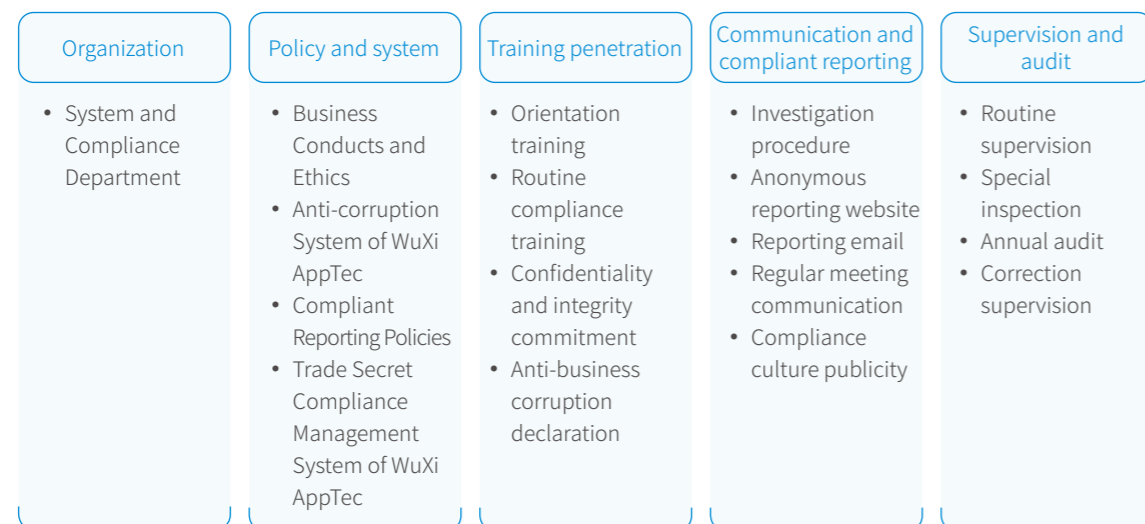 Organization
• System and
Compliance
Department
Policy and system
• Business
Conducts and
Ethics
• Anti-corruption
System of WuXi
AppTec
• Compliant
Reporting Policies
• Trade Secret
Compliance
Management
System of WuXi
AppTec
Training penetration
• Orientation
training
• Routine
compliance
training
• Confidentiality
and integrity
commitment
• Anti-business
corruption
declaration
Communication and
compliant reporting
• Investigation
procedure
• Anonymous
reporting website
• Reporting email
• Regular meeting
communication
• Compliance
culture publicity
Supervision and
audit
• Routine
supervision
• Special
inspection
• Annual audit
• Correction
supervision